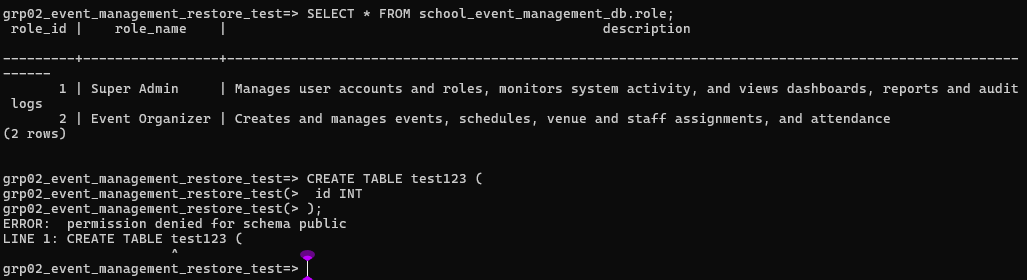 grp02_event_management_restore_test=> SELECT * FROM school_event_management_db.role;
 role_id |    role_name    |                                               description
---------+-----------------+-----------------------------------------------------------------------------------------------------
------
       1 | Super Admin     | Manages user accounts and roles, monitors system activity, and views dashboards, reports and audit
 logs
       2 | Event Organizer | Creates and manages events, schedules, venue and staff assignments, and attendance
(2 rows)
grp02_event_management_restore_test=> CREATE TABLE test123 (
grp02_event_management_restore_test(>  id INT
grp02_event_management_restore_test(> );
ERROR:  permission denied for schema public
LINE 1: CREATE TABLE test123 (
                     ^
grp02_event_management_restore_test=>